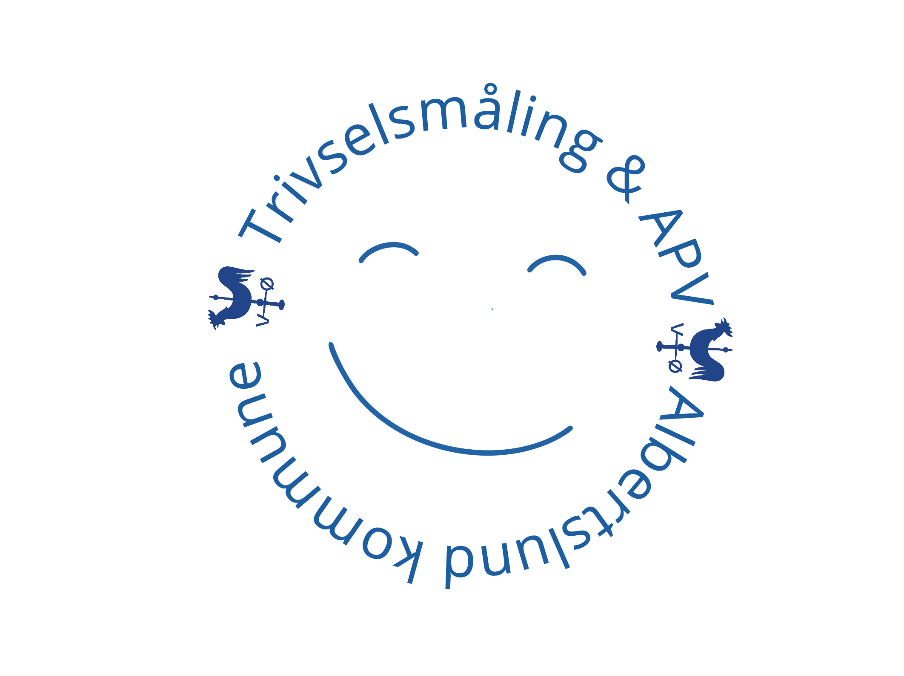 Trivselsmåling & APV
V Ø
Albertslund kommune
V Ø